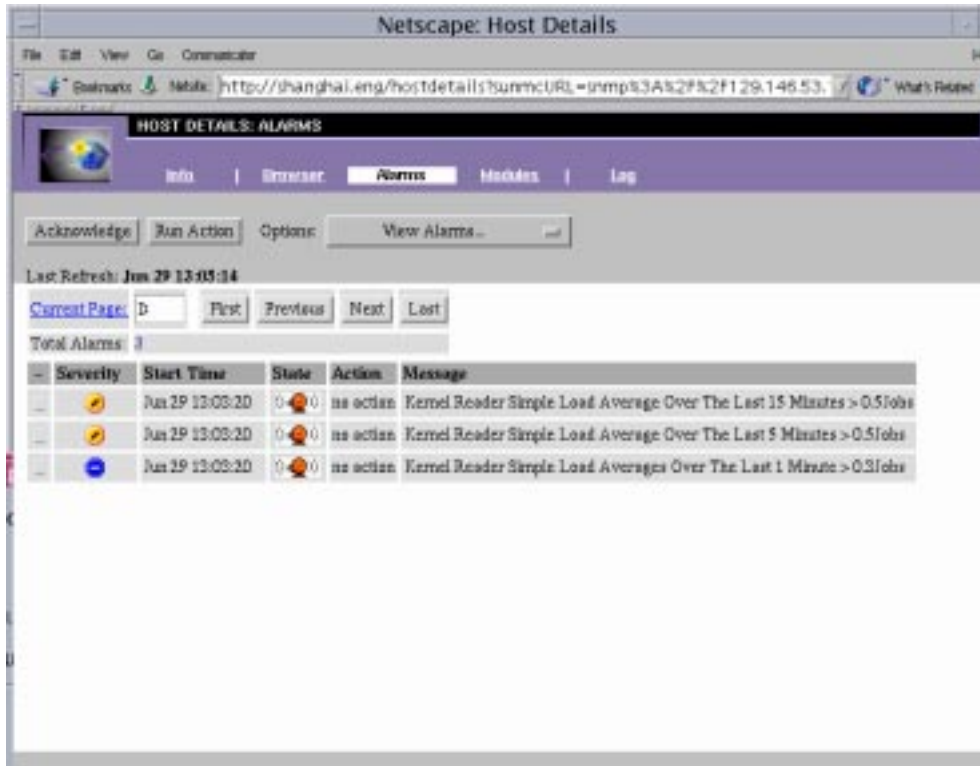 Netscape: Host Details
File Edit View Go Communicator
Bookmarks Netsite: http://shanghai.eng/hostdetails?sunmcURL=snmp%3A%2F%2F129.146.53. What's Related
HOST DETAILS: ALARMS
Info | Browser Alarms Modules | Log
Acknowledge Run Action Options: View Alarms...
Last Refresh: Jun 29 13:05:14
Current Page: First Previous Next Last
Total Alarms: 3
Severity Start Time State Action Message
Jun 29 13:03:20 no action Kernel Reader Simple Load Average Over The Last 15 Minutes > 0.5Jobs
Jun 29 13:03:20 no action Kernel Reader Simple Load Average Over The Last 5 Minutes > 0.5Jobs
Jun 29 13:03:20 no action Kernel Reader Simple Load Averages Over The Last 1 Minute > 0.3Jobs